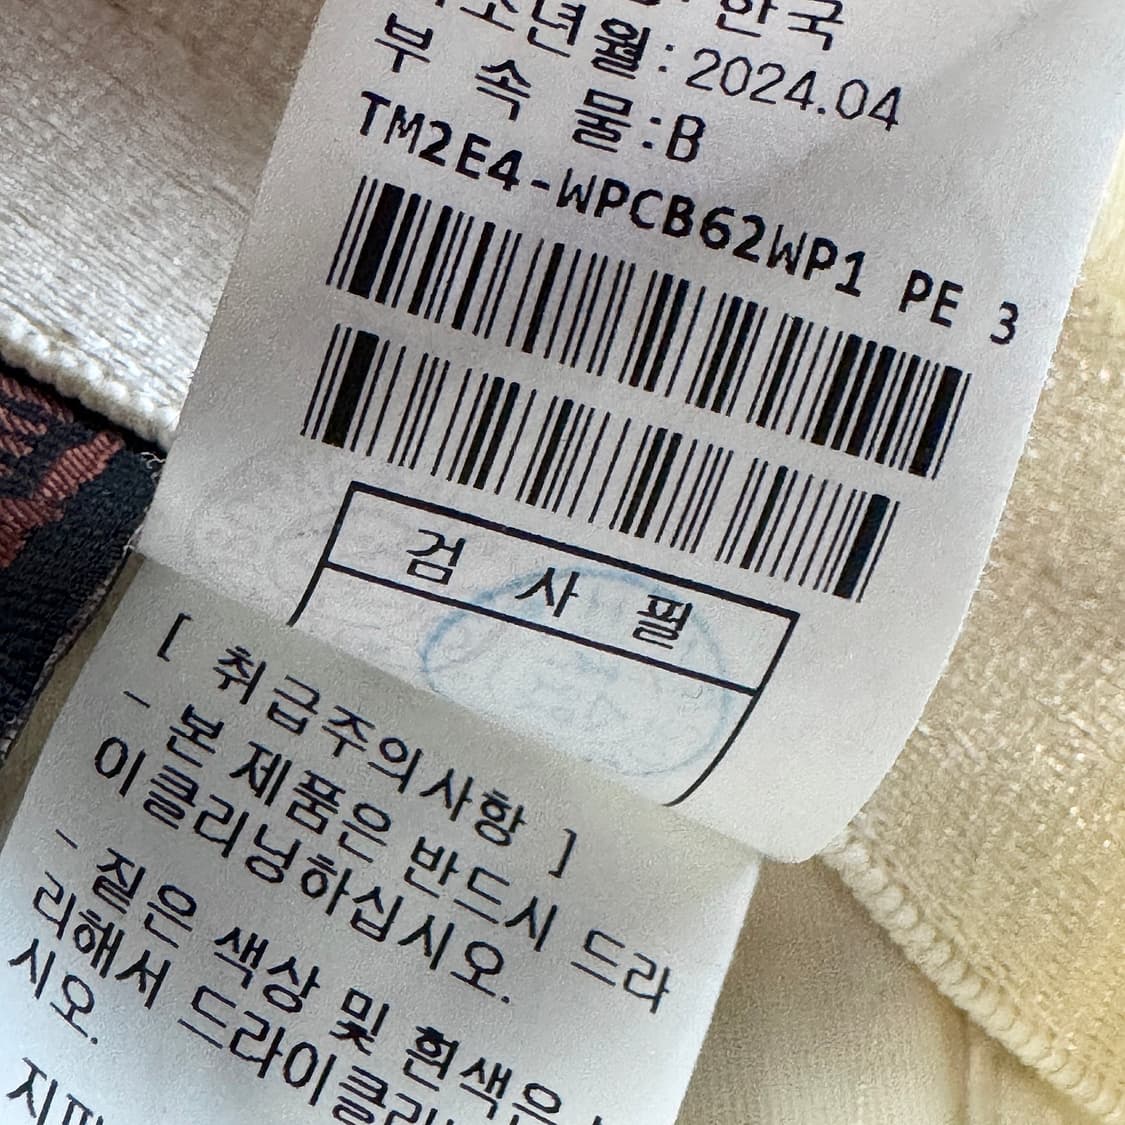 한국
소년월:2024.04
부 속 물:B
TM2E4-WPCB62WP1 PE 3
검 사 필
[ 취급주의사항 ]
- 본 제품은 반드시 드라
이클리닝하십시오.
- 짙은 색상 및 흰색은
리해서 드라이클리
시오.